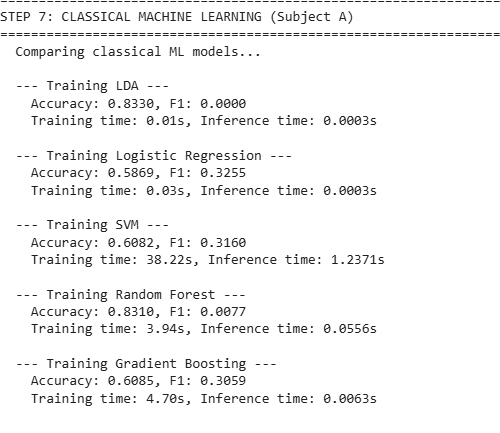 STEP 7: CLASSICAL MACHINE LEARNING (Subject A)
Comparing classical ML models...
--- Training LDA ---
Accuracy: 0.8330, F1: 0.0000
Training time: 0.01s, Inference time: 0.0003s
--- Training Logistic Regression ---
Accuracy: 0.5869, F1: 0.3255
Training time: 0.03s, Inference time: 0.0003s
--- Training SVM ---
Accuracy: 0.6082, F1: 0.3160
Training time: 38.22s, Inference time: 1.2371s
--- Training Random Forest ---
Accuracy: 0.8310, F1: 0.0077
Training time: 3.94s, Inference time: 0.0556s
--- Training Gradient Boosting ---
Accuracy: 0.6085, F1: 0.3059
Training time: 4.70s, Inference time: 0.0063s